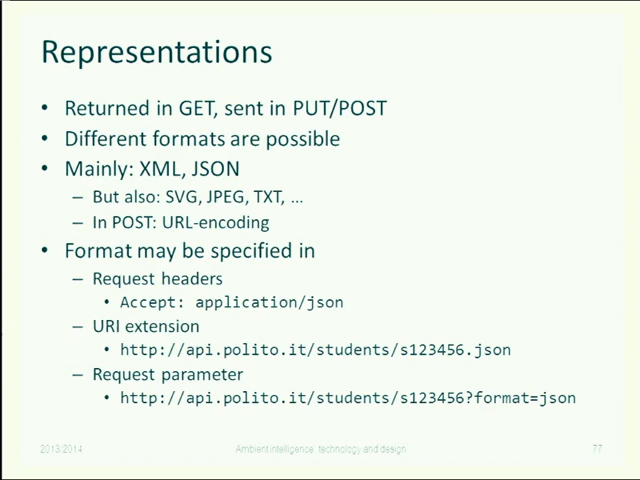 Representations
• Returned in GET, sent in PUT/POST
• Different formats are possible
• Mainly: XML, JSON
– But also: SVG, JPEG, TXT, ...
– In POST: URL-encoding
• Format may be specified in
– Request headers
• Accept: application/json
– URI extension
• http://api.polito.it/students/s123456.json
– Request parameter
• http://api.polito.it/students/s123456?format=json
2013/2014 Ambient intelligence: technology and design 77